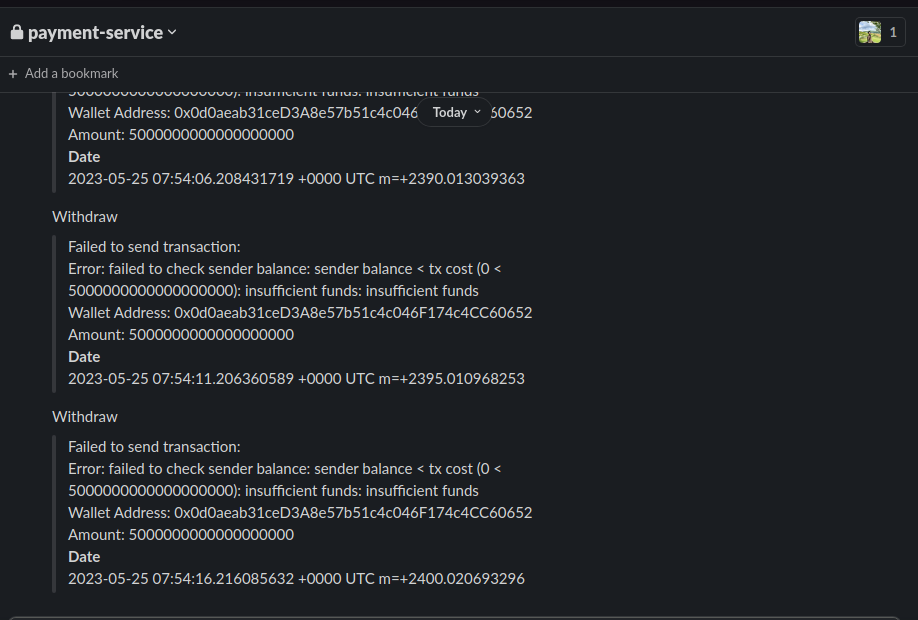 payment-service
1
+ Add a bookmark
5000000000000000000): insufficient funds: insufficient funds
Wallet Address: 0x0d0aeab31ceD3A8e57b51c4c046
Today
60652
Amount: 5000000000000000000
Date
2023-05-25 07:54:06.208431719 +0000 UTC m=+2390.013039363
Withdraw
Failed to send transaction:
Error: failed to check sender balance: sender balance < tx cost (0 <
5000000000000000000): insufficient funds: insufficient funds
Wallet Address: 0x0d0aeab31ceD3A8e57b51c4c046F174c4CC60652
Amount: 5000000000000000000
Date
2023-05-25 07:54:11.206360589 +0000 UTC m=+2395.010968253
Withdraw
Failed to send transaction:
Error: failed to check sender balance: sender balance < tx cost (0 <
5000000000000000000): insufficient funds: insufficient funds
Wallet Address: 0x0d0aeab31ceD3A8e57b51c4c046F174c4CC60652
Amount: 5000000000000000000
Date
2023-05-25 07:54:16.216085632 +0000 UTC m=+2400.020693296